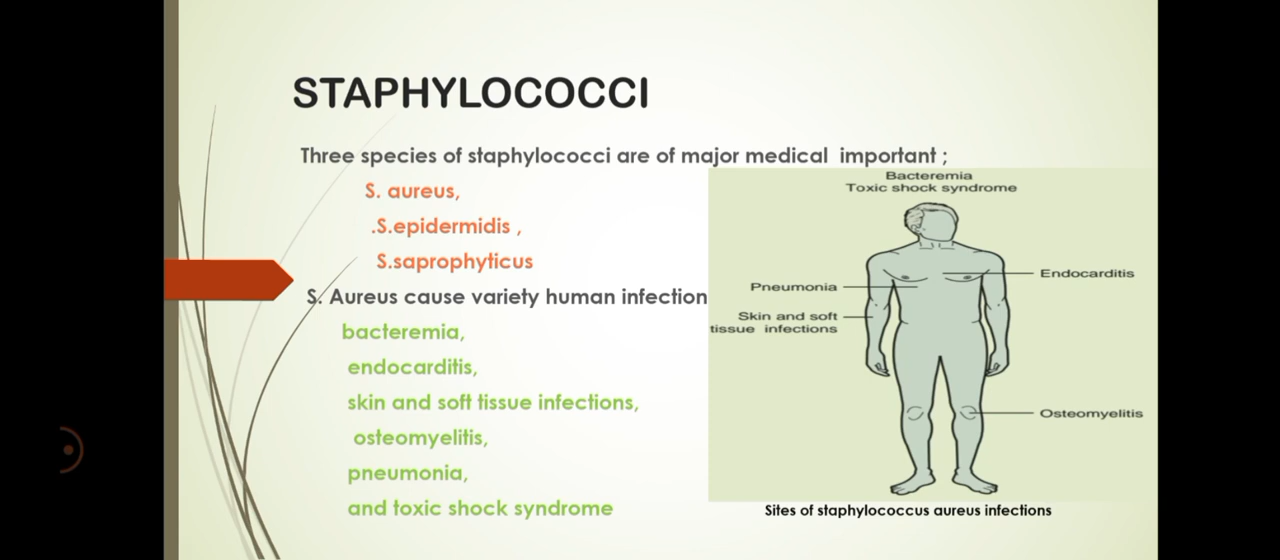 STAPHYLOCOCCI
Three species of staphylococci are of major medical important ;
S. aureus,
.S.epidermidis ,
S.saprophyticus
S. Aureus cause variety human infection
bacteremia,
endocarditis,
skin and soft tissue infections,
osteomyelitis,
pneumonia,
and toxic shock syndrome
Bacteremia
Toxic shock syndrome
Endocarditis
Pneumonia
Skin and soft
tissue infections
Osteomyelitis
Sites of staphylococcus aureus infections